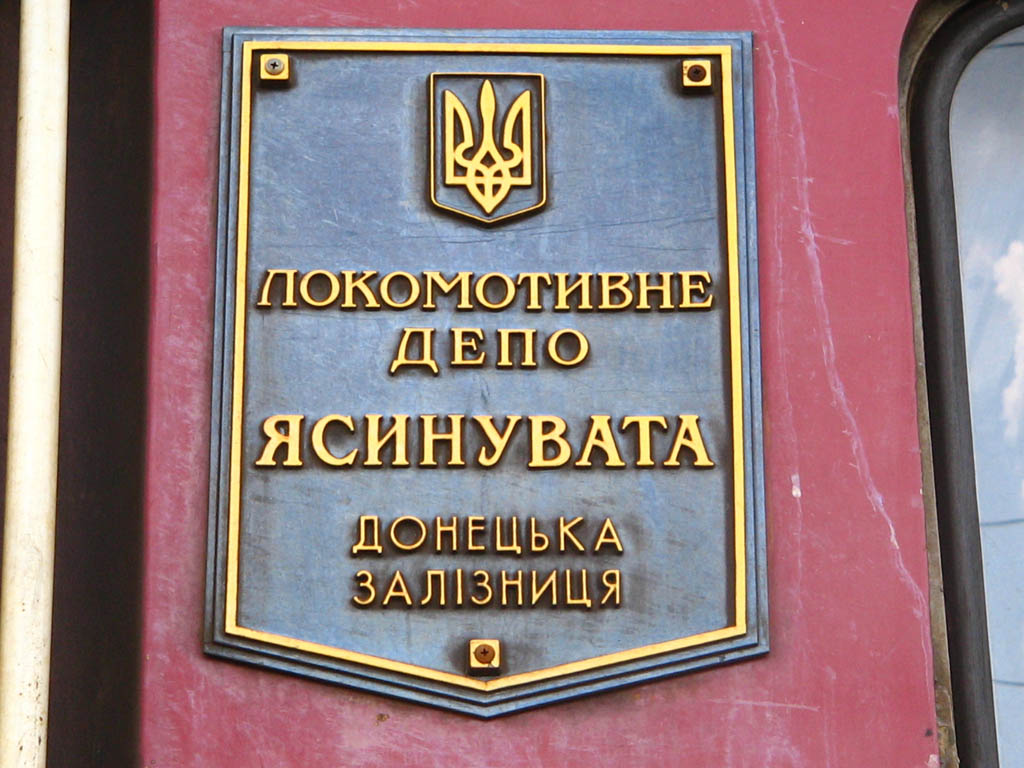 ЛОКОМОТИВНЕ
ДЕПО
ЯСИНУВАТА
ДОНЕЦЬКА
ЗАЛІЗНИЦЯ